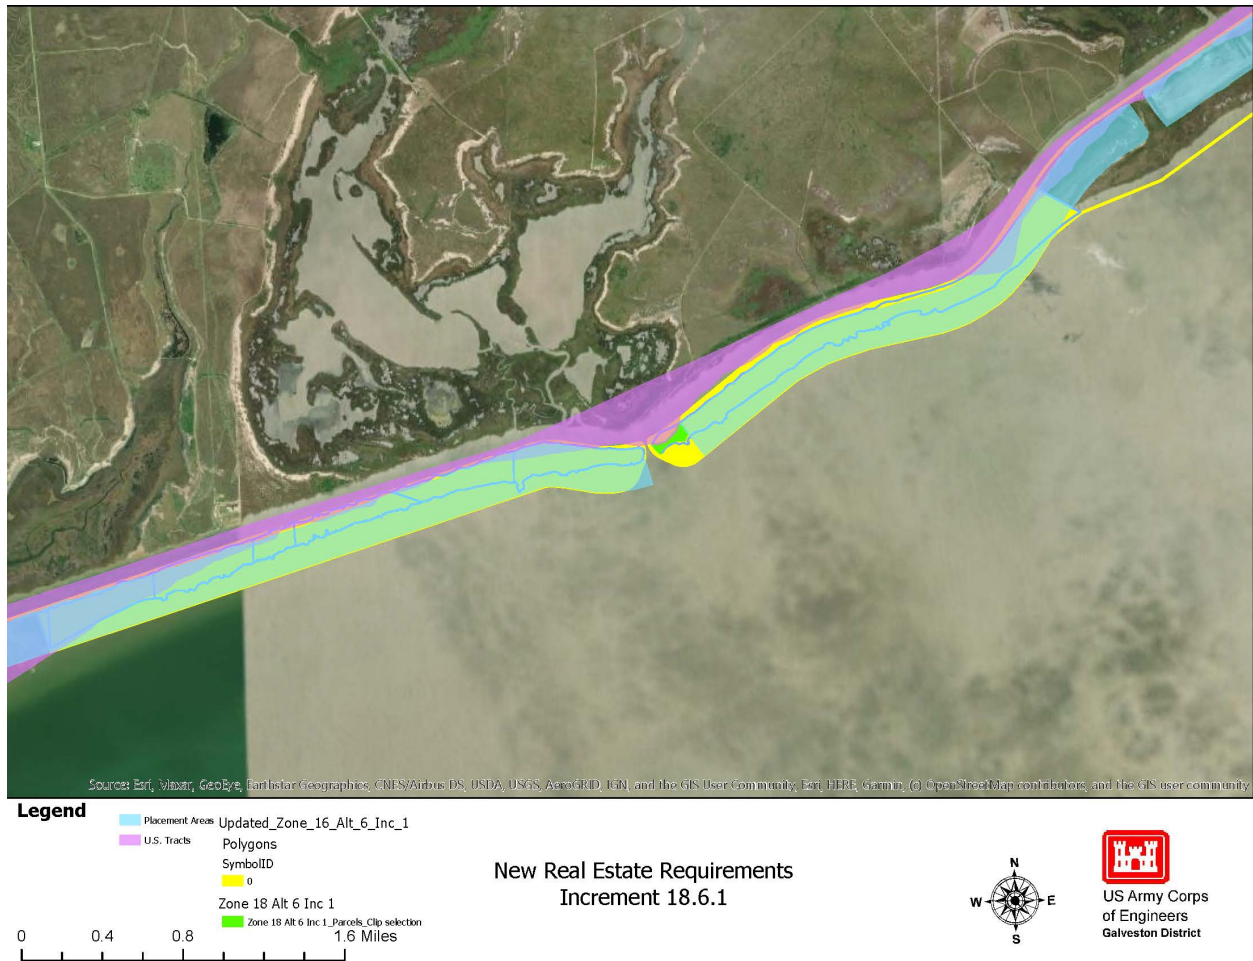 Source: Esri, Maxar, GeoEye, Earthstar Geographics, CNES/Airbus DS, USDA, USGS, AeroGRID, IGN, and the GIS User Community, Esri, HERE, Garmin, (c) OpenStreetMap contributors, and the GIS user community
Legend
Placement Areas
U.S. Tracts
Updated_Zone_16_Alt_6_Inc_1
Polygons
SymbolID
0
Zone 18 Alt 6 Inc 1
Zone 18 Alt 6 Inc 1_Parcels_Clip selection
0 0.4 0.8 1.6 Miles
New Real Estate Requirements
Increment 18.6.1
N
W E
S
US Army Corps
of Engineers
Galveston District